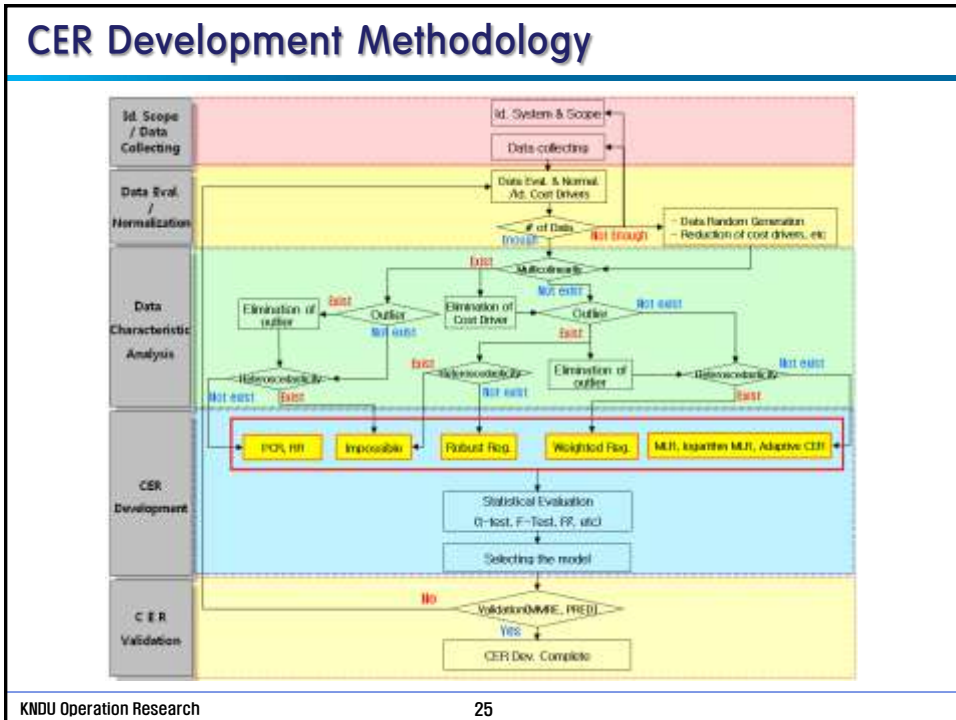 CER Development Methodology
Id. Scope
/ Data
Collecting
Id. System & Scope
Data collecting
Data Eval.
/
Normalization
Data Eval. & Normal.
/Id. Cost Drivers
# of Data
Enough
Not Enough
- Data Random Generation
- Reduction of cost drivers, etc
Data
Characteristic
Analysis
Exist
Multicolinearity
Not exist
Elimination of
outlier
Exist
Outlier
Not exist
Elimination of
Cost Driver
Outlier
Not exist
Exist
Heteroscedasticity
Not exist
Exist
Exist
Heteroscedasticity
Not exist
Elimination of
outlier
Heteroscedasticity
Not exist
Exist
CER
Development
PCR, RR
Impossible
Robust Reg.
Weighted Reg.
MLR, logarithm MLR, Adaptive CER
Statistical Evaluation
(t-test, F-Test, R², etc)
Selecting the model
C E R
Validation
No
Validation(MMRE, PRED)
Yes
CER Dev. Complete
KNDU Operation Research
25